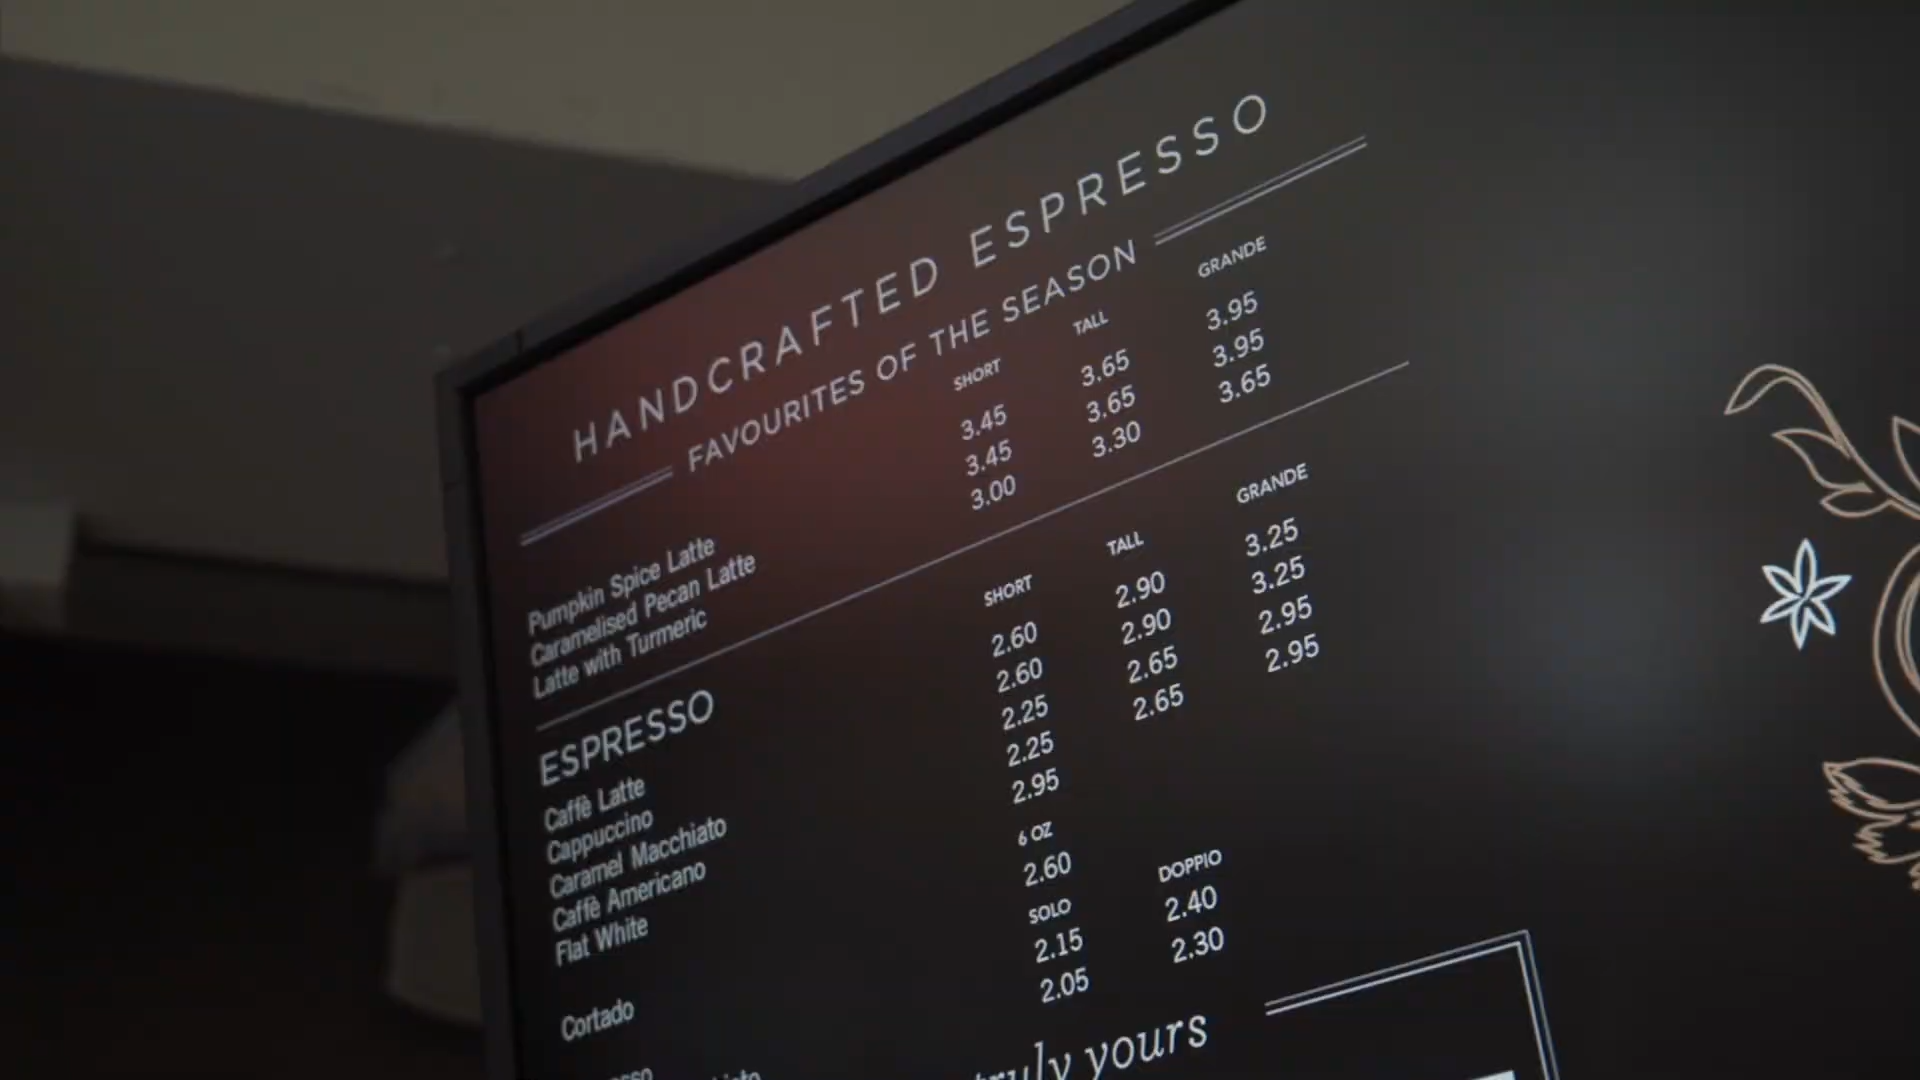 HANDCRAFTED ESPRESSO
FAVOURITES OF THE SEASON
SHORT TALL GRANDE
Pumpkin Spice Latte 3.45 3.65 3.95
Caramelised Pecan Latte 3.45 3.65 3.95
Latte with Turmeric 3.00 3.30 3.65
ESPRESSO
SHORT TALL GRANDE
Caffè Latte 2.60 2.90 3.25
Cappuccino 2.60 2.90 3.25
Caramel Macchiato 2.25 2.65 2.95
Caffè Americano 2.25 2.65 2.95
Flat White 2.95
6 OZ
Cortado 2.60
SOLO DOPPIO
2.15 2.40
2.05 2.30
yours